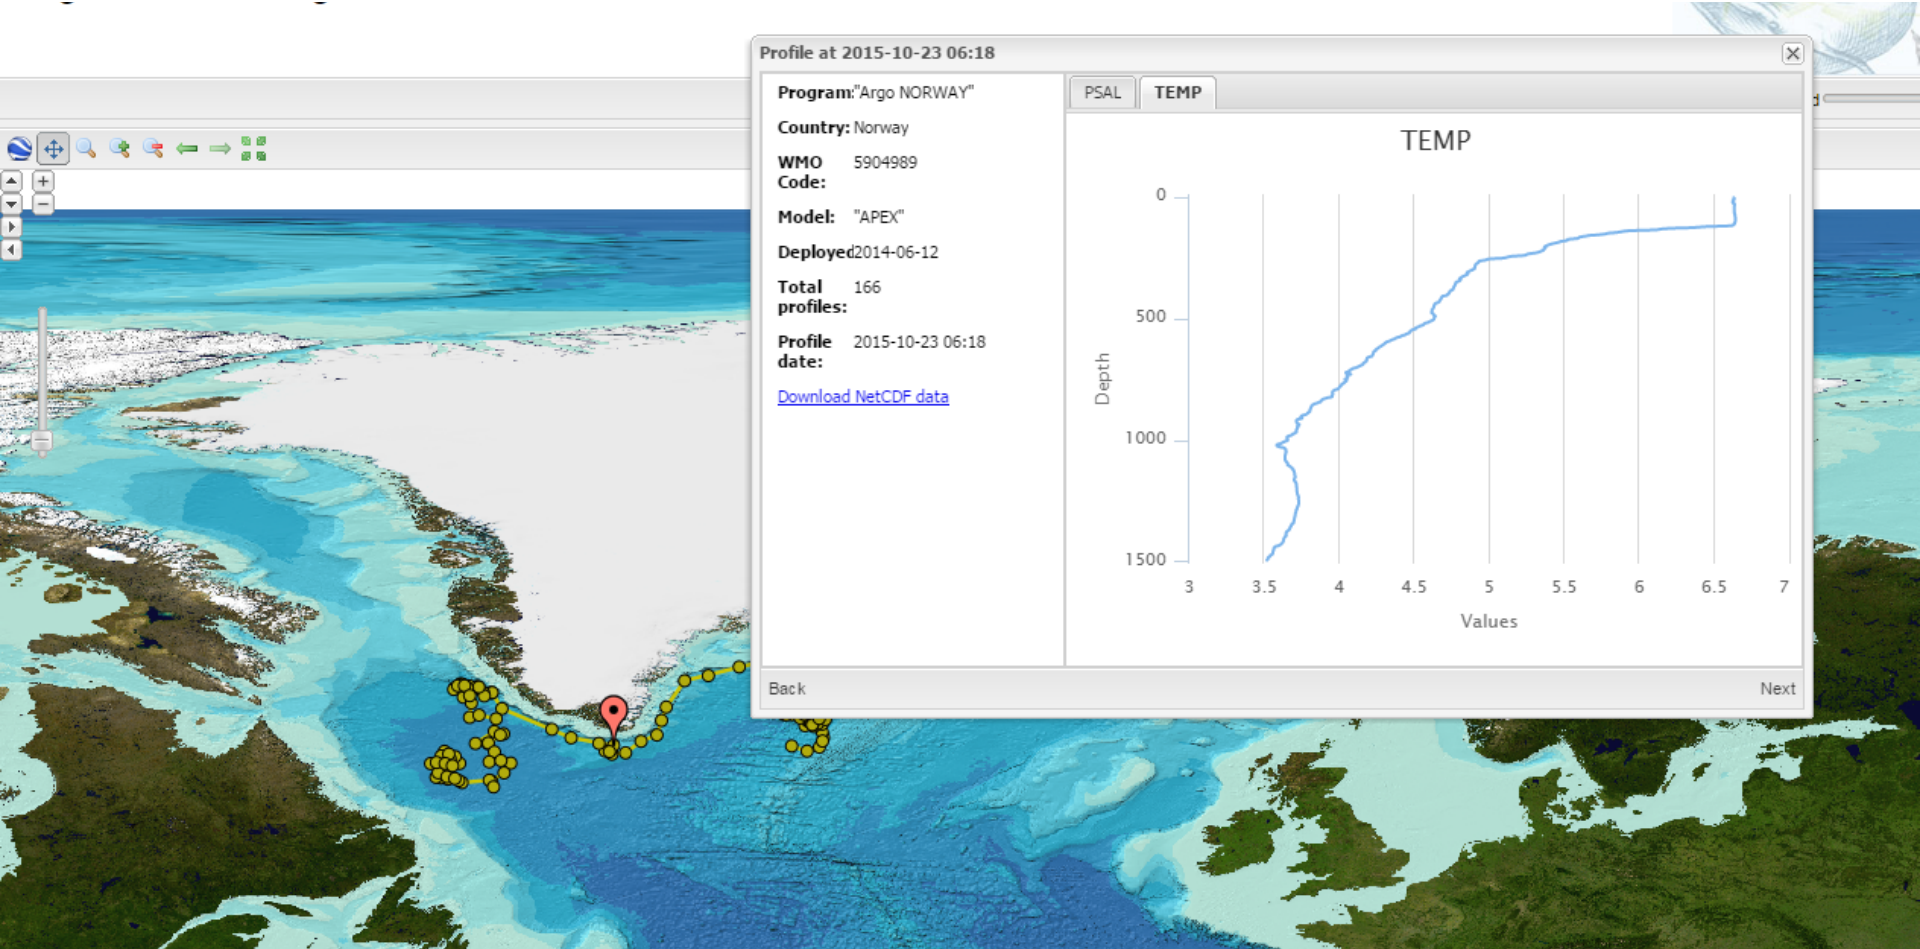 Profile at 2015-10-23 06:18
Program:"Argo NORWAY"
Country: Norway
WMO Code: 5904989
Model: "APEX"
Deployed2014-06-12
Total profiles: 166
Profile date: 2015-10-23 06:18
Download NetCDF data
PSAL TEMP
TEMP
0
500
1000
1500
Depth
3 3.5 4 4.5 5 5.5 6 6.5 7
Values
Back Next